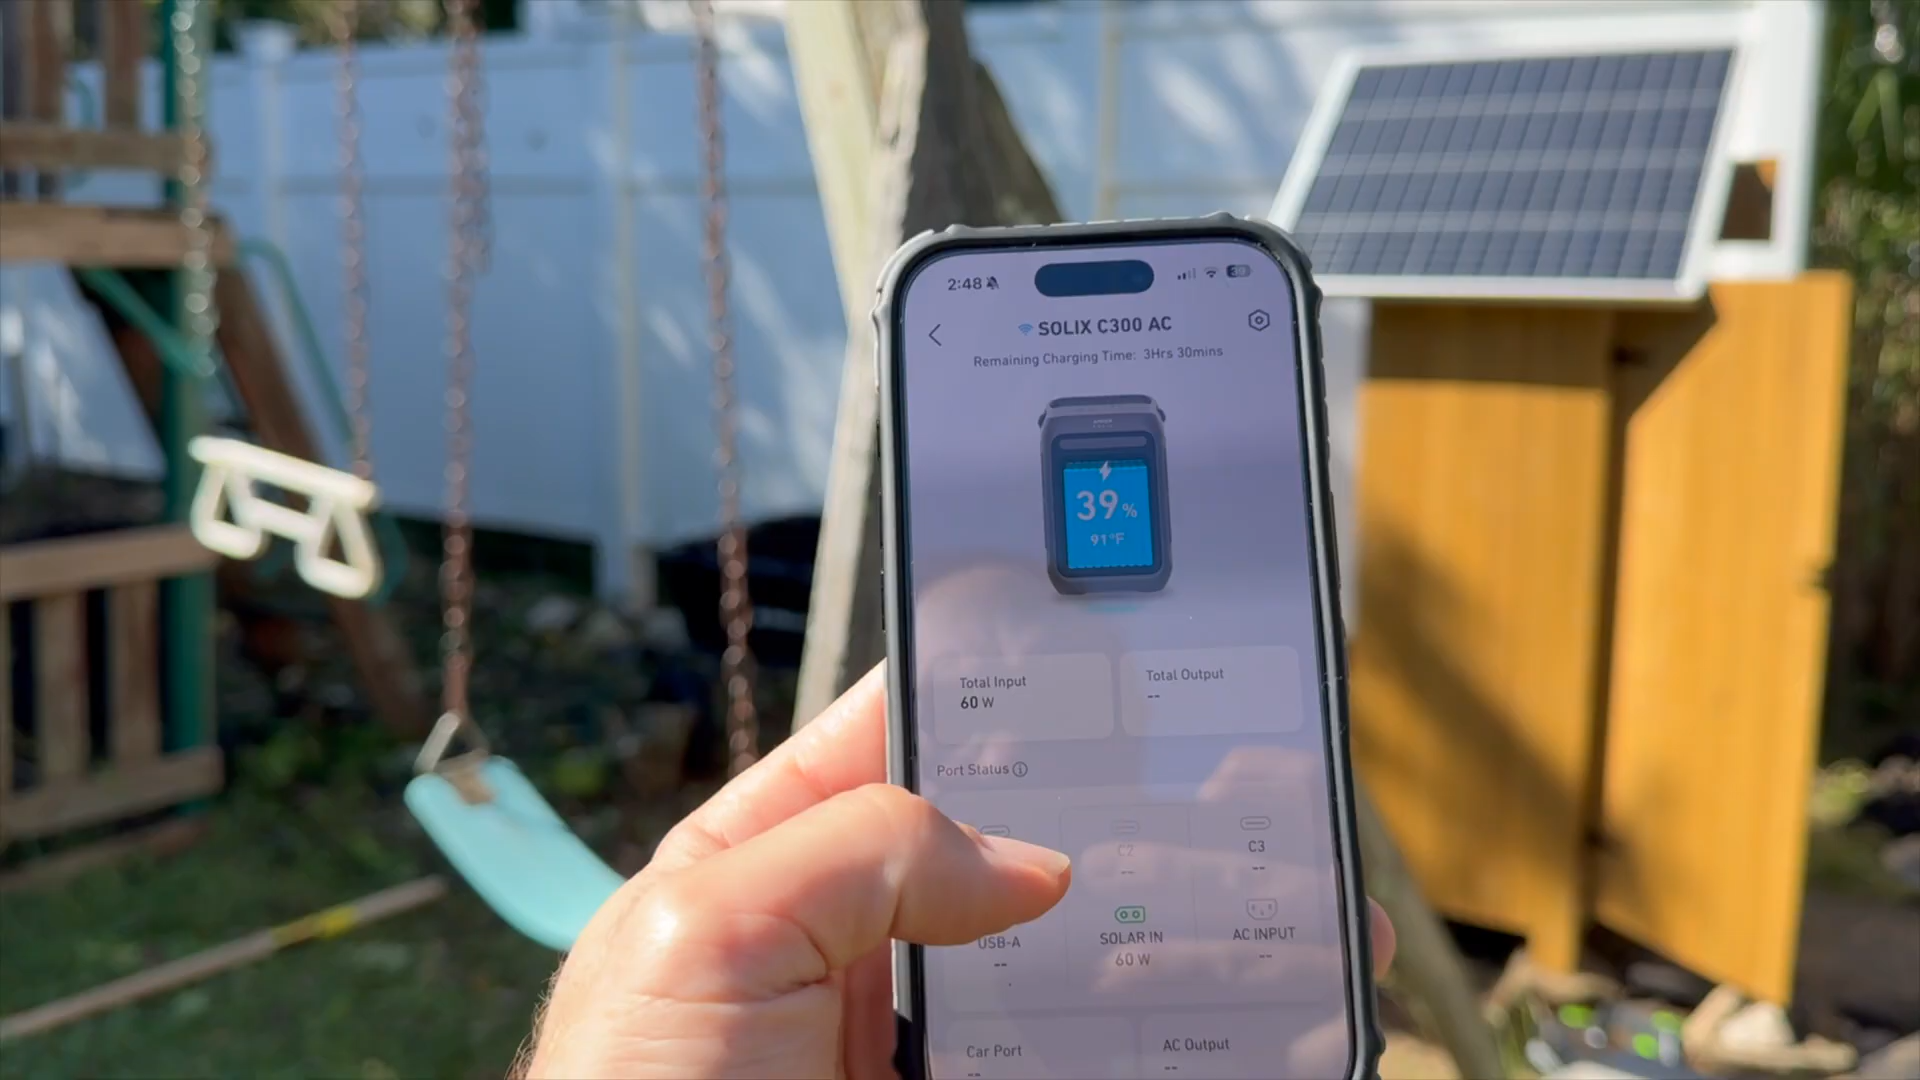 2:48
SOLIX C300 AC
Remaining Charging Time: 3Hrs 30mins
39%
91°F
Total Input
60 W
Total Output
--
Port Status
C2
--
C3
--
USB-A
--
SOLAR IN
60 W
AC INPUT
--
Car Port
--
AC Output
--